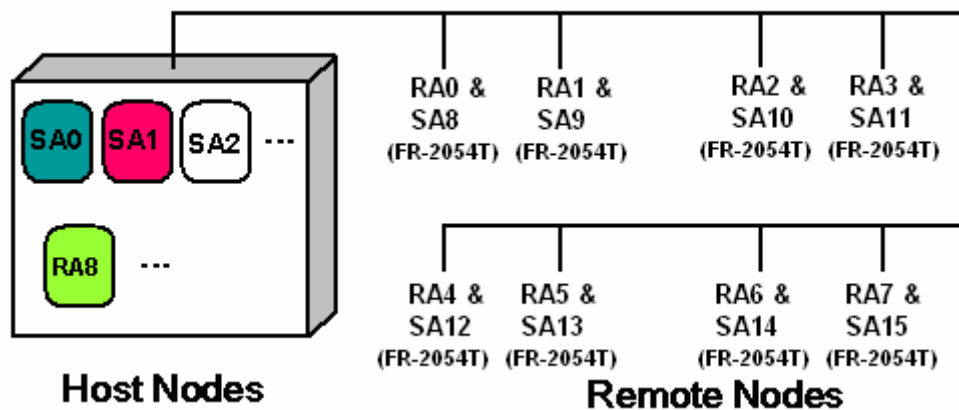 RA0 & RA1 & RA2 & RA3 &
SA8 SA9 SA10 SA11
(FR-2054T) (FR-2054T) (FR-2054T) (FR-2054T)
SA0 SA1 SA2 ...
RA8 ...
RA4 & RA5 & RA6 & RA7 &
SA12 SA13 SA14 SA15
(FR-2054T) (FR-2054T) (FR-2054T) (FR-2054T)
Host Nodes Remote Nodes